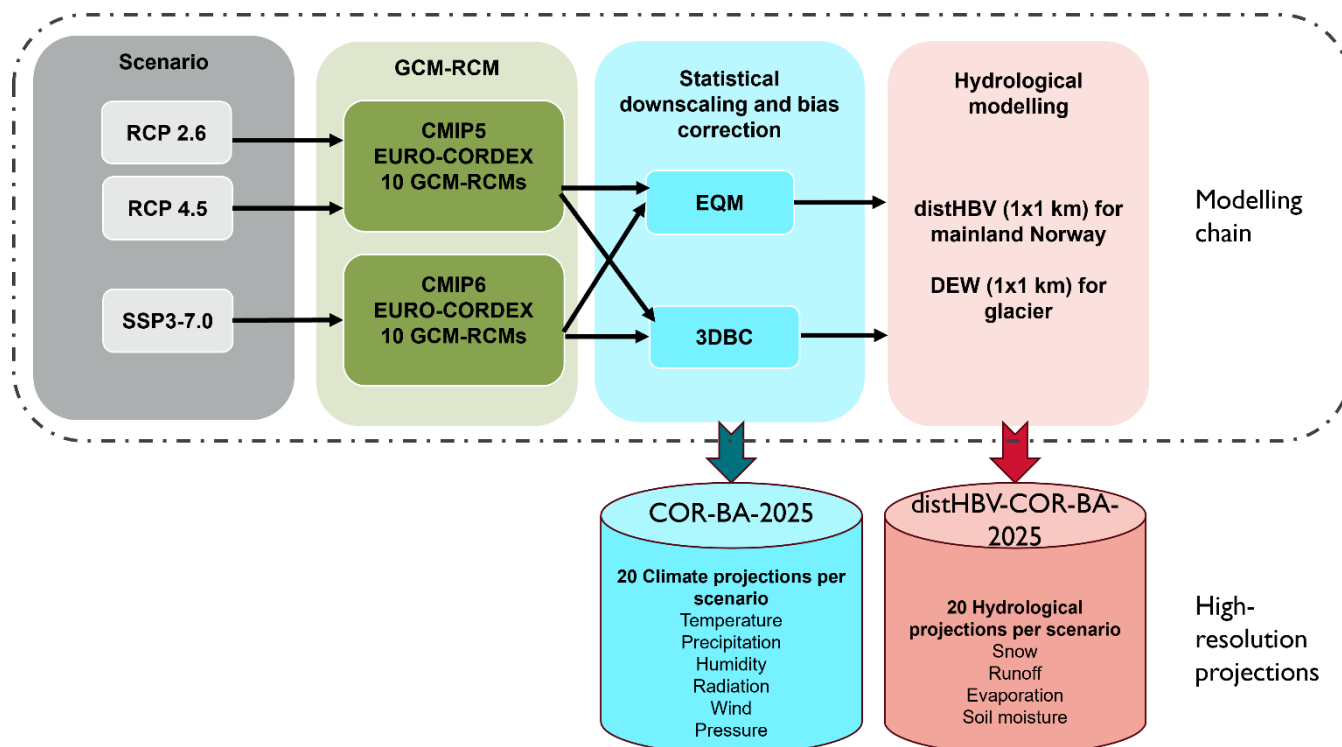 Scenario
RCP 2.6
RCP 4.5
SSP3-7.0
GCM-RCM
CMIP5
EURO-CORDEX
10 GCM-RCMs
CMIP6
EURO-CORDEX
10 GCM-RCMs
Statistical
downscaling and bias
correction
EQM
3DBC
Hydrological
modelling
distHBV (1x1 km) for
mainland Norway
DEW (1x1 km) for
glacier
Modelling
chain
COR-BA-2025
20 Climate projections per
scenario
Temperature
Precipitation
Humidity
Radiation
Wind
Pressure
distHBV-COR-BA-
2025
20 Hydrological
projections per scenario
Snow
Runoff
Evaporation
Soil moisture
High-
resolution
projections